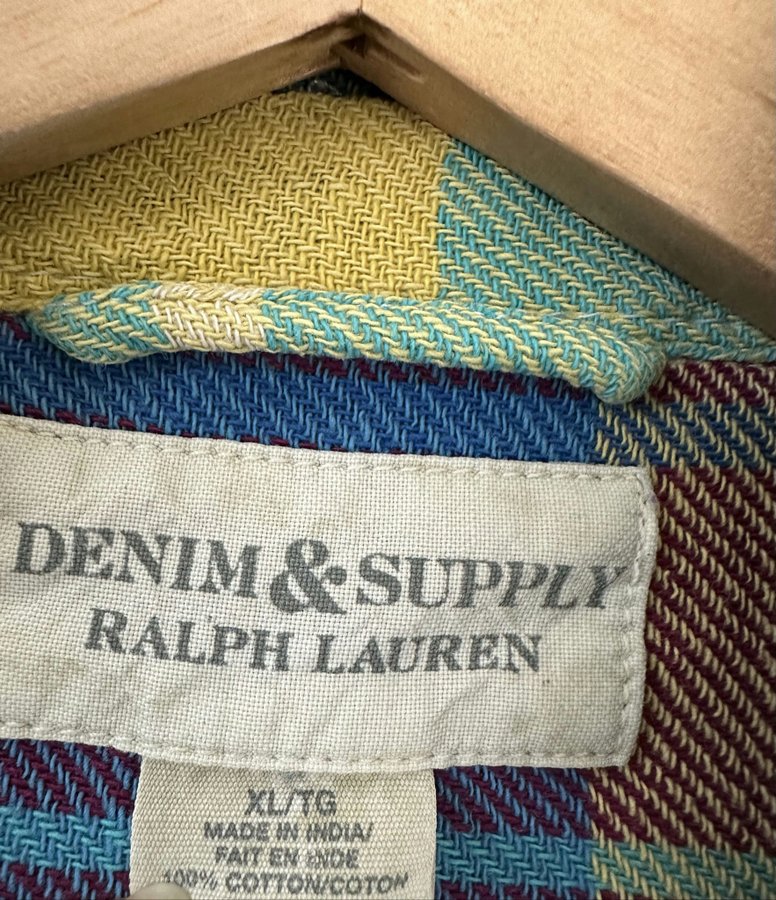 DENIM & SUPPLY
RALPH LAUREN
XL/TG
MADE IN INDIA/
FAIT EN INDE
100% COTTON/COTON